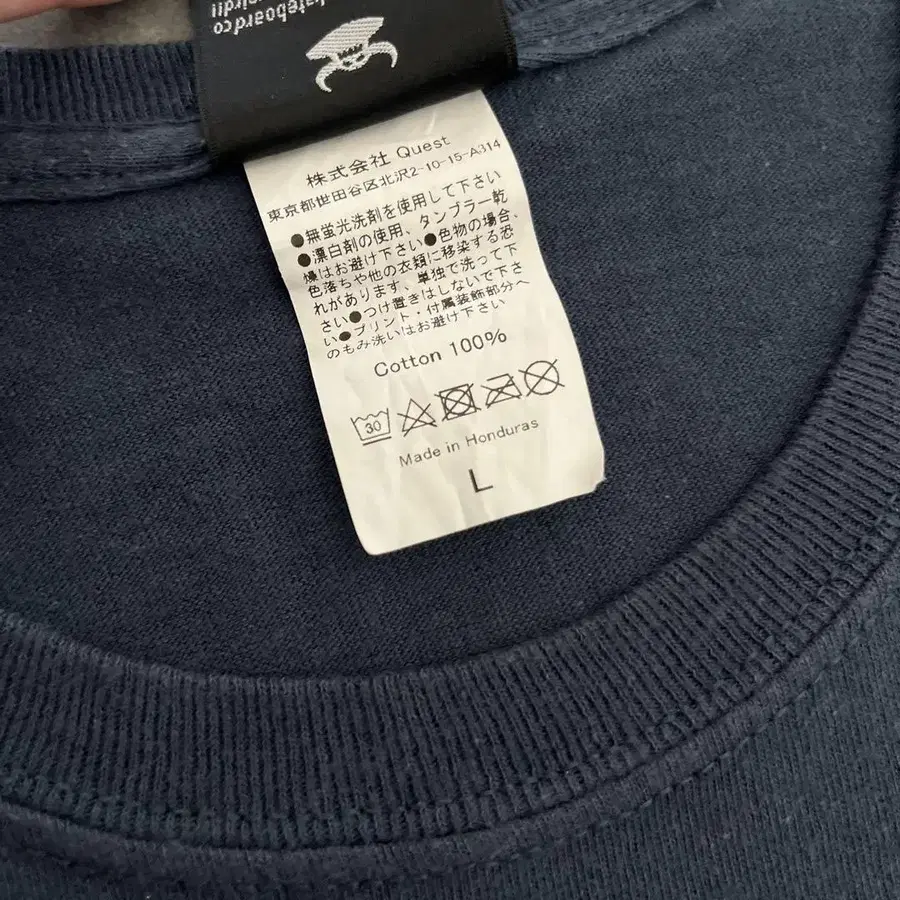 skateboardco
株式会社 Quest
東京都世田谷区北沢2-10-15-A314
●無蛍光洗剤を使用して下さい
●漂白剤の使用、タンブラー乾
燥はお避け下さい●色物の場合、
色落ちや他の衣類に移染する恐
れがあります、単独で洗って下
さい●つけ置きはしないで下さ
い●プリント・付属装飾部分へ
のもみ洗いはお避け下さい
Cotton 100%
30
Made in Honduras
L